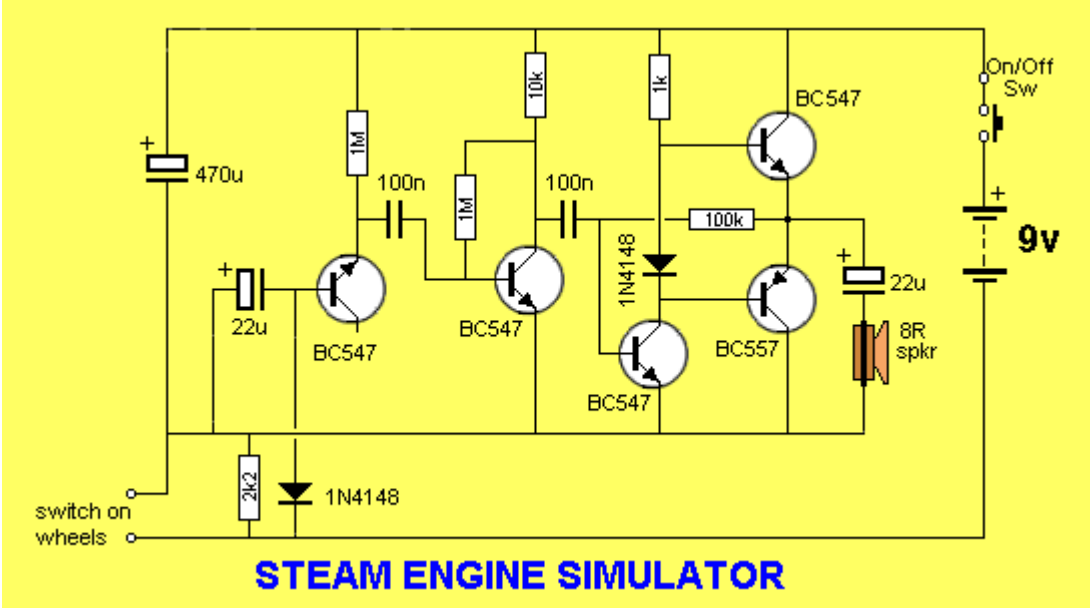 On/Off
Sw
BC547
10k
1k
1M
+
470u
100n
1M
100n
100k
+
9v
+
22u
BC547
BC547
1N4148
BC557
+
22u
8R
spkr
BC547
2k2
1N4148
switch on
wheels
STEAM ENGINE SIMULATOR